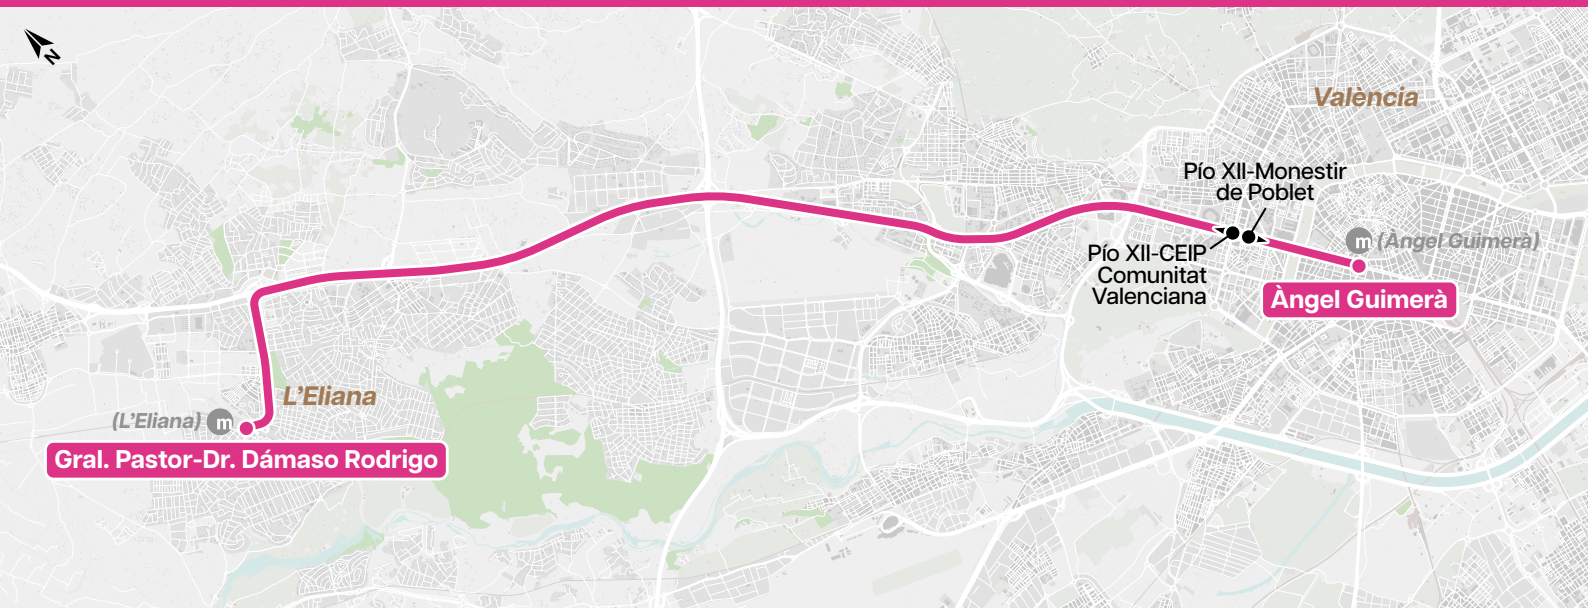 N
València
Pío XII-Monestir
de Poblet
m (Àngel Guimerà)
Pío XII-CEIP
Comunitat
Valenciana
Àngel Guimerà
L'Eliana
(L'Eliana) m
Gral. Pastor-Dr. Dámaso Rodrigo